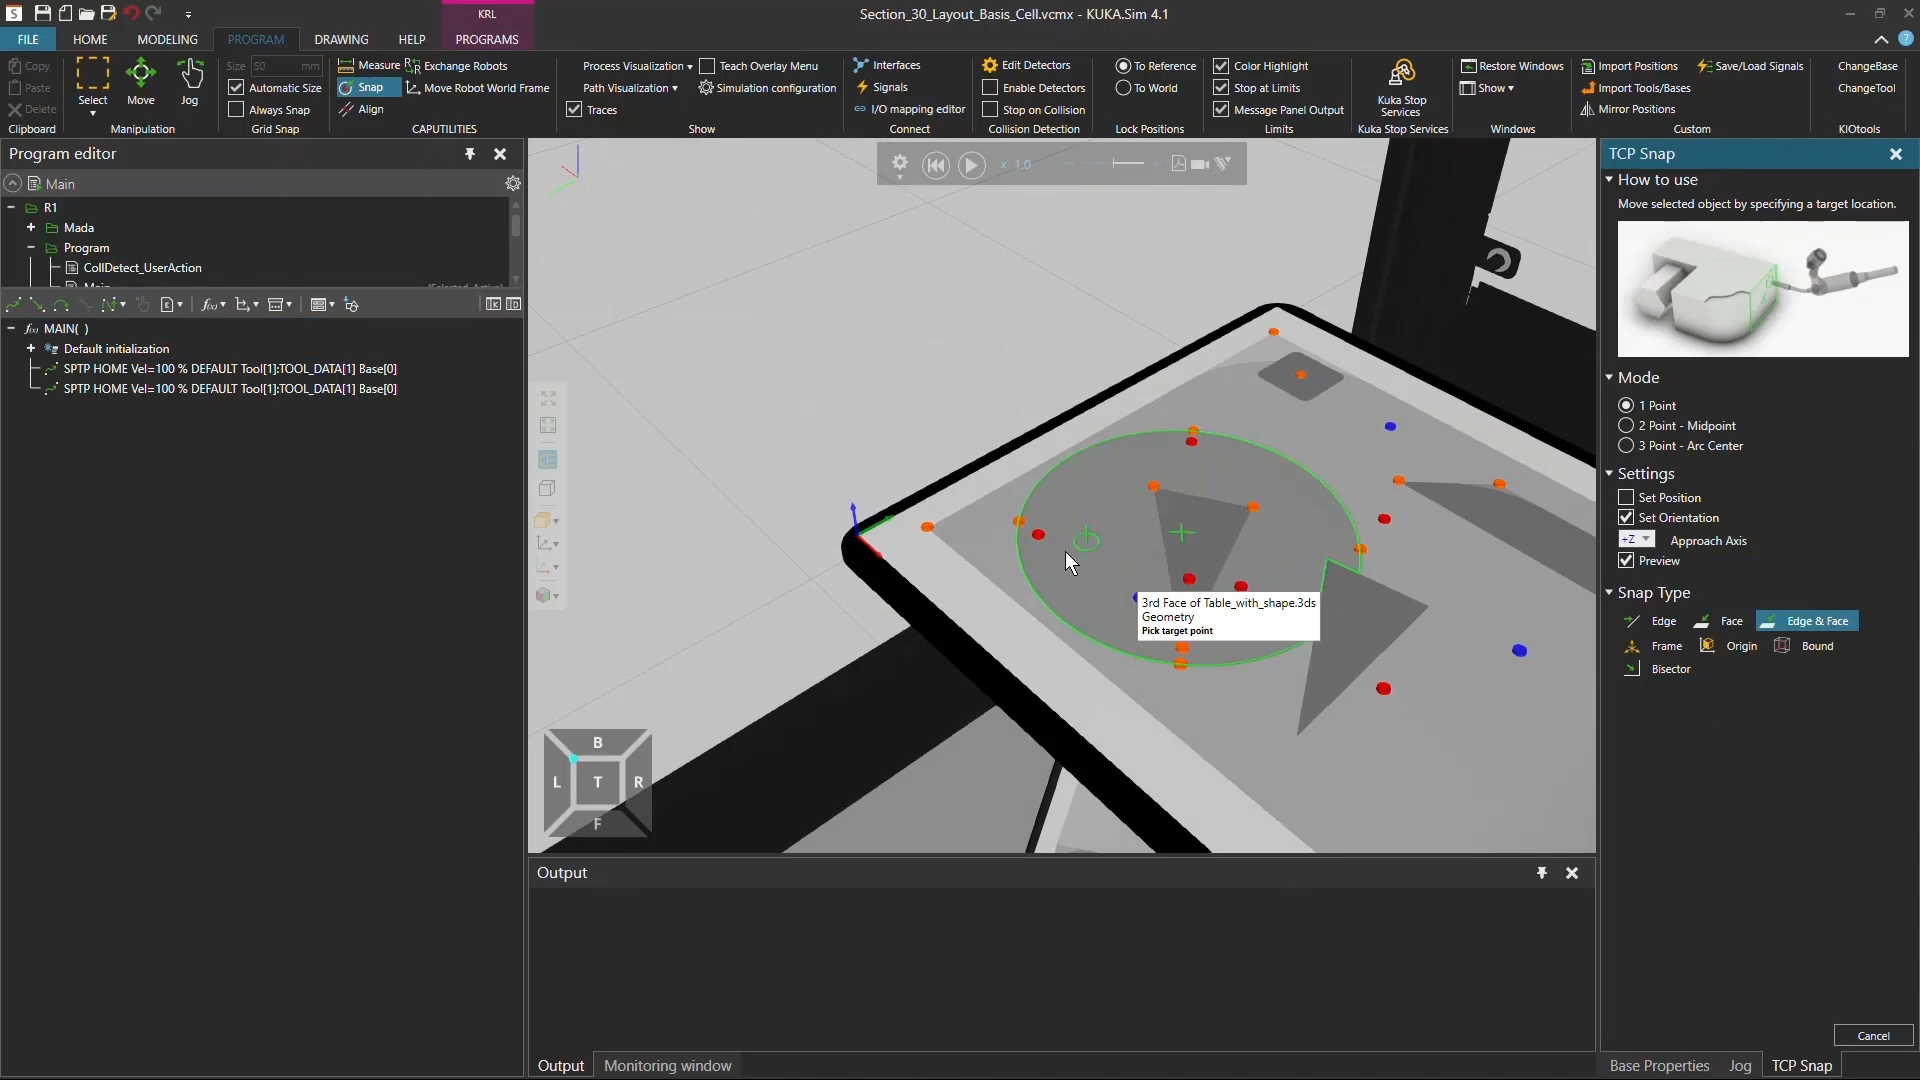 Section_30_Layout_Basis_Cell.vcmx - KUKA.Sim 4.1
KRL
FILE HOME MODELING PROGRAM DRAWING HELP PROGRAMS
Copy
Paste
Delete
Clipboard
Select Move Jog
Manipulation
Size 50 mm
Automatic Size
Always Snap
Grid Snap
Measure Exchange Robots
Snap Move Robot World Frame
Align
CAPUTILITIES
Process Visualization Teach Overlay Menu
Path Visualization Simulation configuration
Traces
Show
Interfaces
Signals
I/O mapping editor
Connect
Edit Detectors
Enable Detectors
Stop on Collision
Collision Detection
To Reference
To World
Lock Positions
Color Highlight
Stop at Limits
Message Panel Output
Limits
Kuka Stop
Services
Kuka Stop Services
Restore Windows
Show
Windows
Import Positions Save/Load Signals
Import Tools/Bases
Mirror Positions
Custom
ChangeBase
ChangeTool
KIOtools
Program editor
Main
R1
Mada
Program
CollDetect_UserAction
MAIN( )
Default initialization
SPTP HOME Vel=100 % DEFAULT Tool[1]:TOOL_DATA[1] Base[0]
SPTP HOME Vel=100 % DEFAULT Tool[1]:TOOL_DATA[1] Base[0]
x 1.0
3rd Face of Table_with_shape.3ds
Geometry
Pick target point
B
L T R
F
Output
Output Monitoring window
TCP Snap
How to use
Move selected object by specifying a target location.
Mode
1 Point
2 Point - Midpoint
3 Point - Arc Center
Settings
Set Position
Set Orientation
+Z Approach Axis
Preview
Snap Type
Edge Face Edge & Face
Frame Origin Bound
Bisector
Cancel
Base Properties Jog TCP Snap